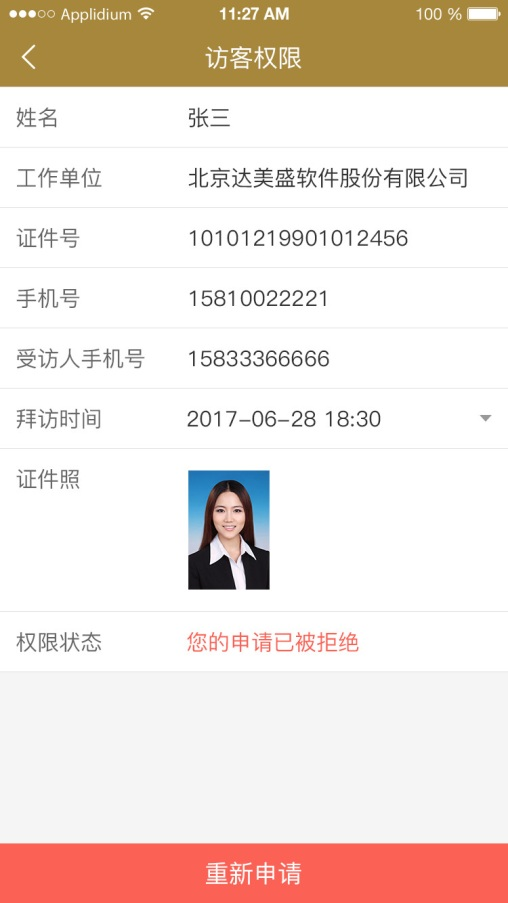 Applidium 11:27 AM 100 %
访客权限
姓名 张三
工作单位 北京达美盛软件股份有限公司
证件号 10101219901012456
手机号 15810022221
受访人手机号 15833366666
拜访时间 2017-06-28 18:30
证件照
权限状态 您的申请已被拒绝
重新申请